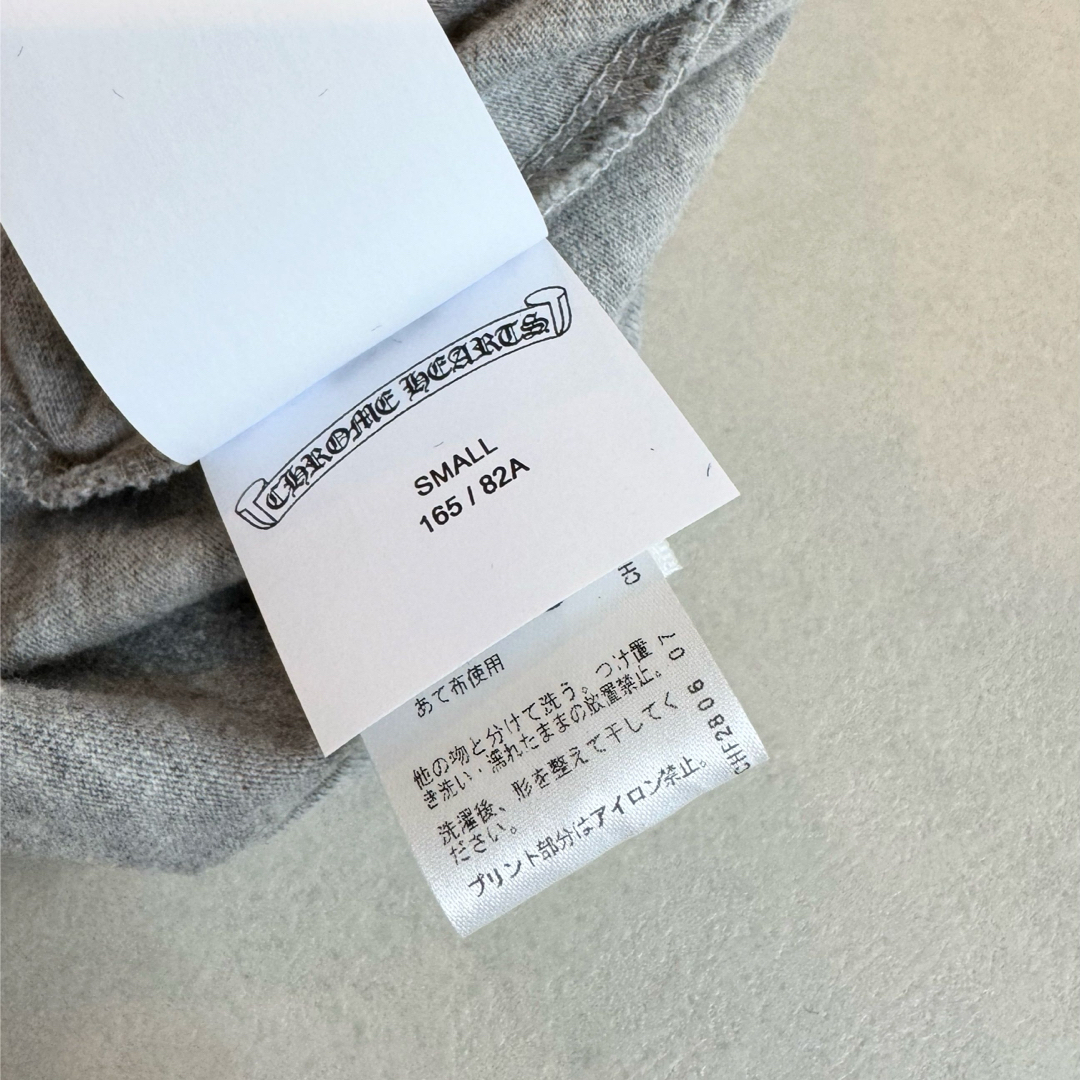 CHROME HEARTS
SMALL
165 / 82A
CH
あて布使用
他の物と分けて洗う。つけ置
き洗い・濡れたままの放置禁止。
洗濯後、形を整えて干してく
ださい。
プリント部分はアイロン禁止。
CHF2806 07